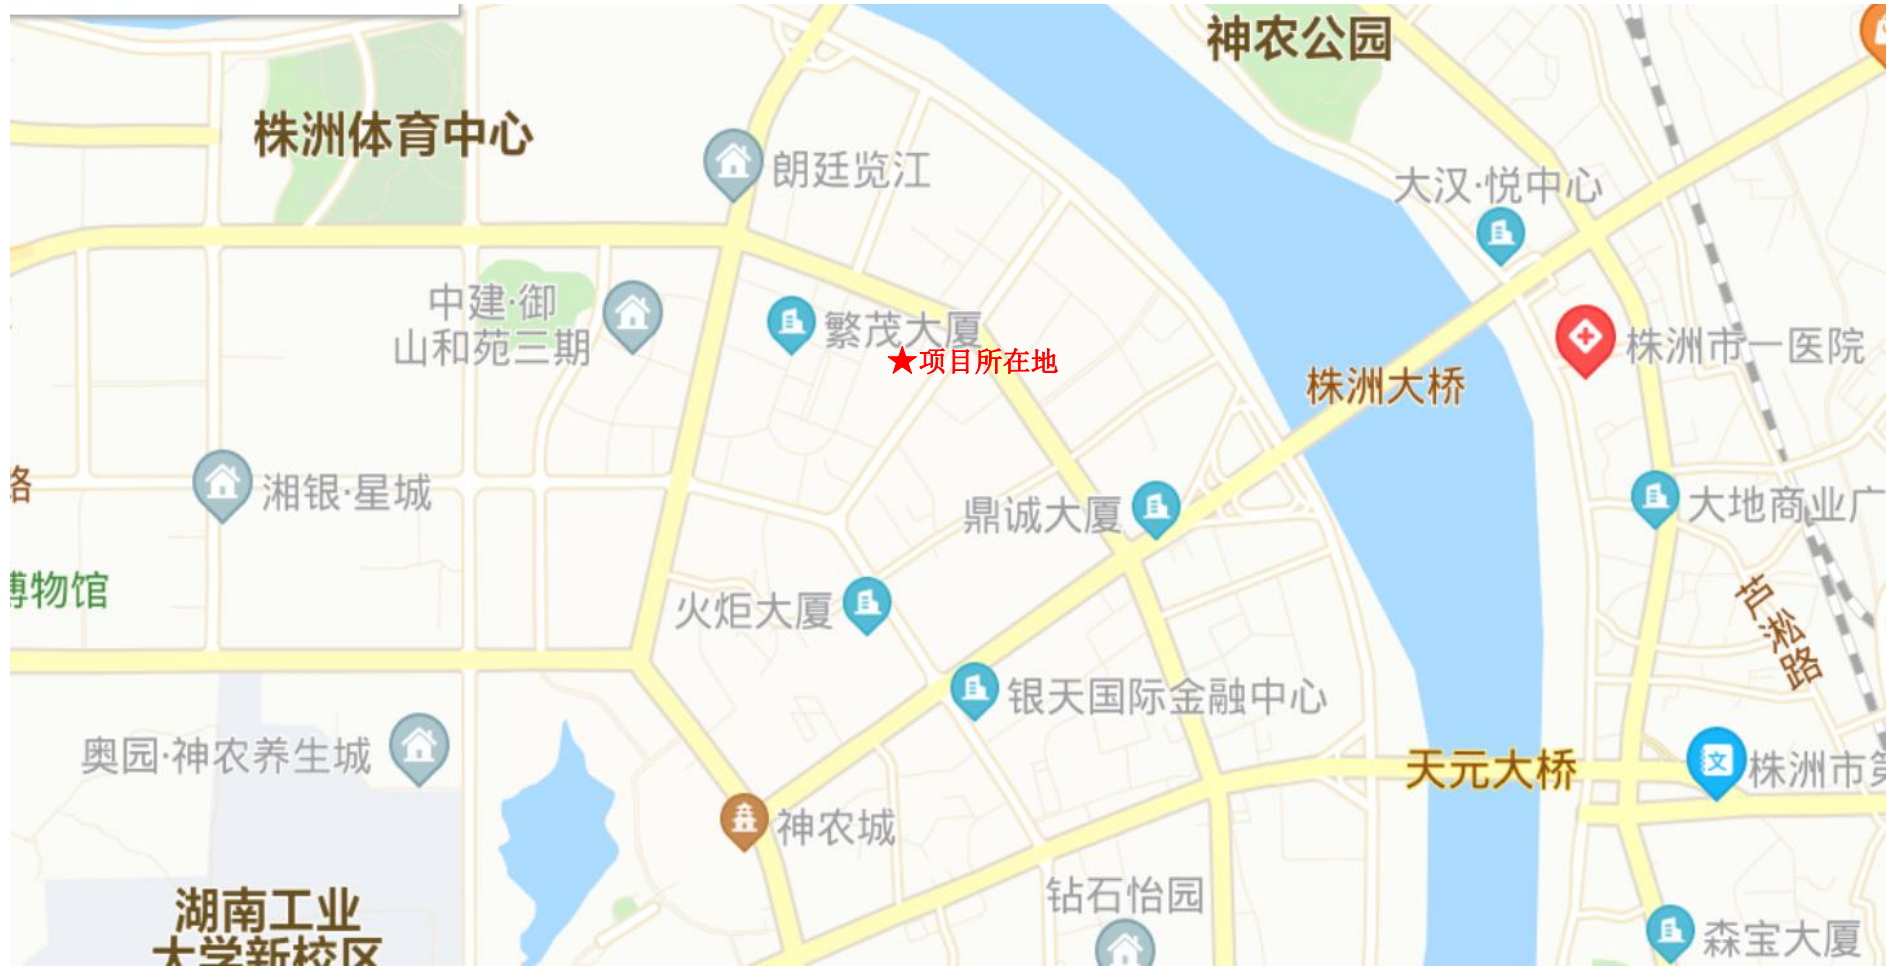 神农公园
株洲体育中心
朗廷览江
大汉·悦中心
中建·御
山和苑三期
繁茂大厦
★项目所在地
株洲市一医院
株洲大桥
路
湘银·星城
鼎诚大厦
大地商业广
博物馆
火炬大厦
芦淞路
银天国际金融中心
奥园·神农养生城
天元大桥
文
株洲市第
神农城
湖南工业
大学新校区
钻石怡园
森宝大厦